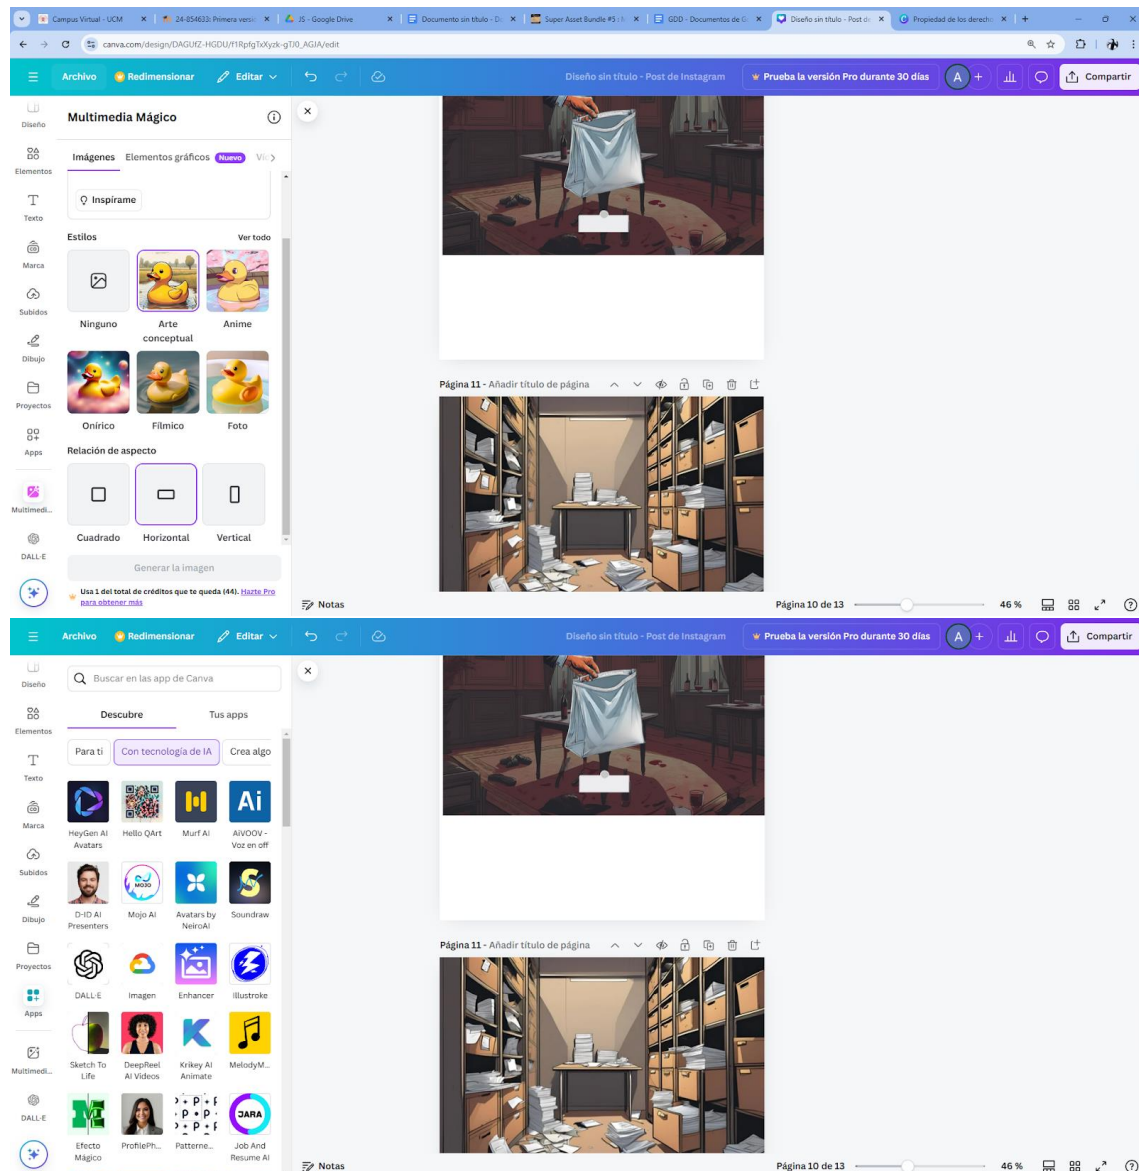 Campus Virtual - UCM
24-854633: Primera versi
JS - Google Drive
Documento sin título - Do
Super Asset Bundle #5 :
GDD - Documentos de G
Diseño sin título - Post de
Propiedad de los derech
canva.com/design/DAGUfZ-HGDU/f1RpfgTxXyzk-gTJ0_AGJA/edit
Archivo
Redimensionar
Editar
Diseño sin título - Post de Instagram
Prueba la versión Pro durante 30 días
A
Compartir
Diseño
Elementos
Texto
Marca
Subidos
Dibujo
Proyectos
Apps
Multimedi...
DALL·E
Multimedia Mágico
Imágenes
Elementos gráficos
Nuevo
Inspírame
Estilos
Ver todo
Ninguno
Arte
conceptual
Anime
Onírico
Fílmico
Foto
Relación de aspecto
Cuadrado
Horizontal
Vertical
Generar la imagen
Usa 1 del total de créditos que te queda (44). Hazte Pro
para obtener más
Página 11 - Añadir título de página
Notas
Página 10 de 13
46 %
Archivo
Redimensionar
Editar
Diseño sin título - Post de Instagram
Prueba la versión Pro durante 30 días
A
Compartir
Diseño
Elementos
Texto
Marca
Subidos
Dibujo
Proyectos
Apps
Multimedi...
DALL·E
Buscar en las app de Canva
Descubre
Tus apps
Para ti
Con tecnología de IA
Crea algo
Ai
HeyGen AI
Avatars
Hello QArt
Murf AI
AiVOOV -
Voz en off
MOJO
D-ID AI
Presenters
Mojo AI
Avatars by
NeiroAI
Soundraw
DALL·E
Imagen
Enhancer
Illustroke
Sketch To
Life
DeepReel
AI Videos
Krikey AI
Animate
MelodyM...
JARA
Efecto
Mágico
ProfilePh...
Patterne...
Job And
Resume AI
Página 11 - Añadir título de página
Notas
Página 10 de 13
46 %